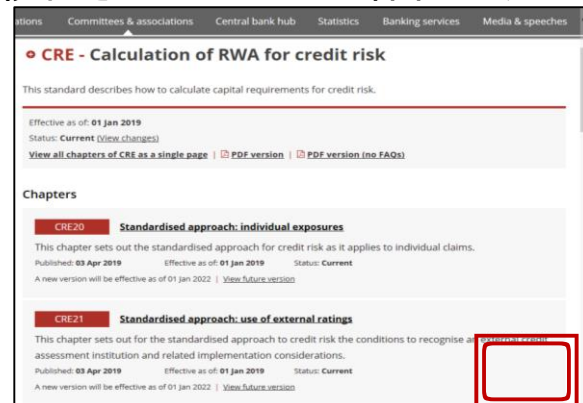 ations Committees & associations Central bank hub Statistics Banking services Media & speeches
CRE - Calculation of RWA for credit risk
This standard describes how to calculate capital requirements for credit risk.
Effective as of: 01 Jan 2019
Status: Current (View changes)
View all chapters of CRE as a single page | PDF version | PDF version (no FAQs)
Chapters
CRE20 Standardised approach: individual exposures
This chapter sets out the standardised approach for credit risk as it applies to individual claims.
Published: 03 Apr 2019 Effective as of: 01 Jan 2019 Status: Current
A new version will be effective as of 01 Jan 2022 | View future version
CRE21 Standardised approach: use of external ratings
This chapter sets out for the standardised approach to credit risk the conditions to recognise an external credit
assessment institution and related implementation considerations.
Published: 03 Apr 2019 Effective as of: 01 Jan 2019 Status: Current
A new version will be effective as of 01 Jan 2022 | View future version